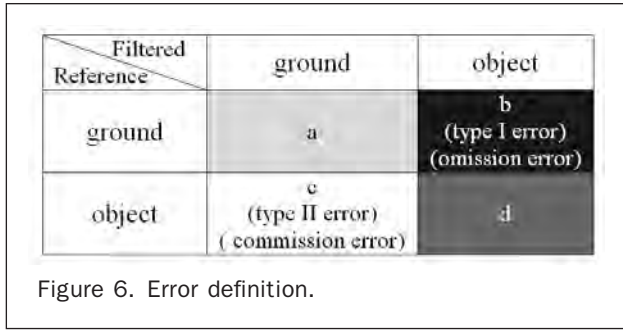 Filtered
Reference
ground
object
ground
a
b
(type I error)
(omission error)
object
c
(type II error)
( commission error)
d
Figure 6. Error definition.